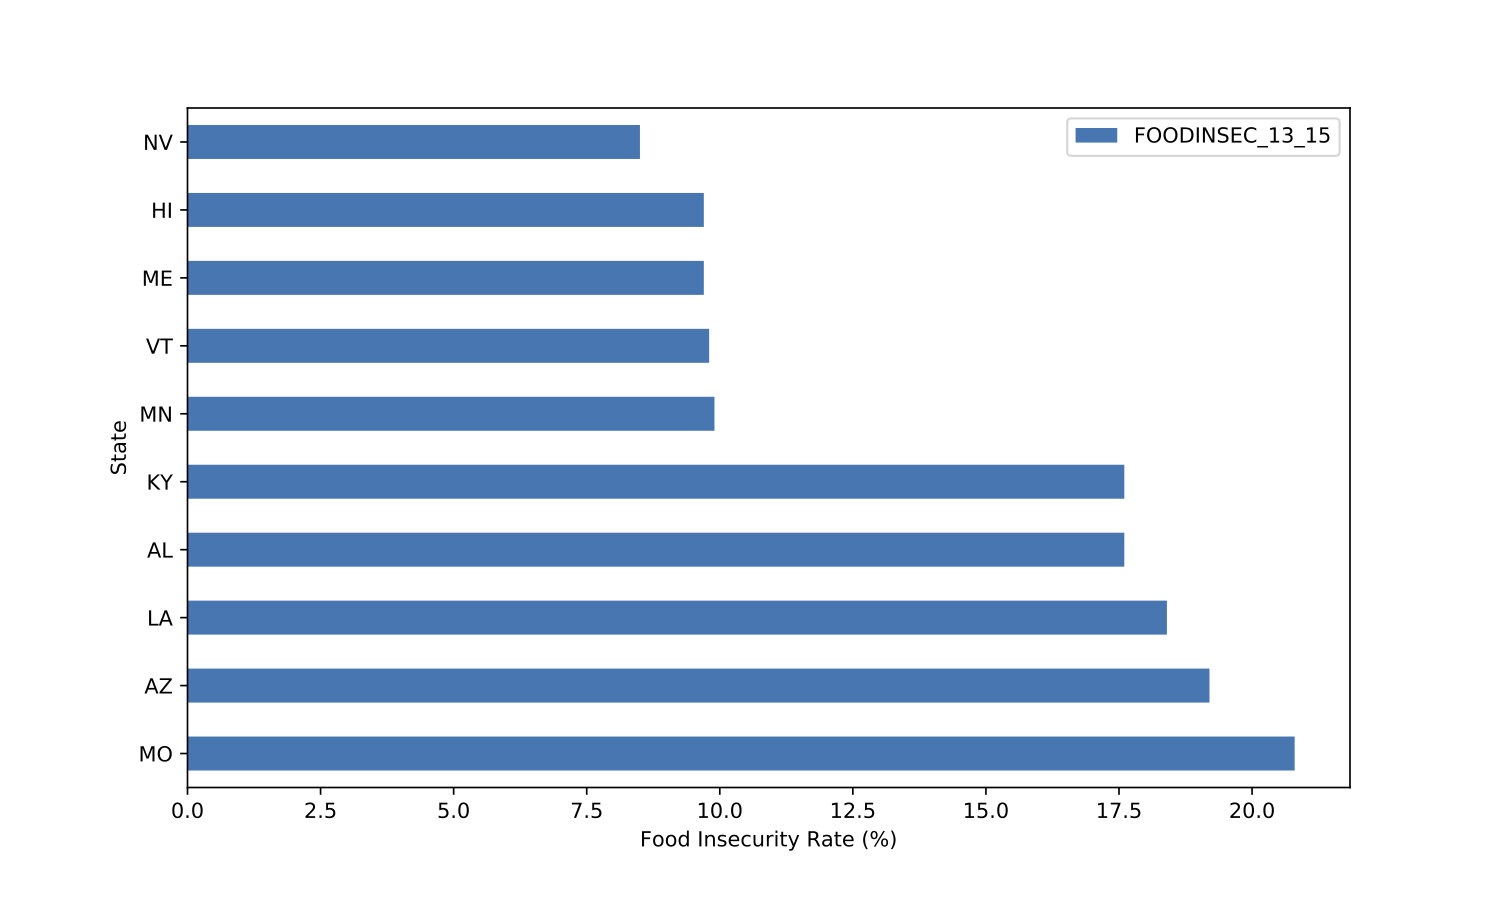 FOODINSEC_13_15
NV
HI
ME
VT
MN
KY
AL
LA
AZ
MO
State
0.0 2.5 5.0 7.5 10.0 12.5 15.0 17.5 20.0
Food Insecurity Rate (%)